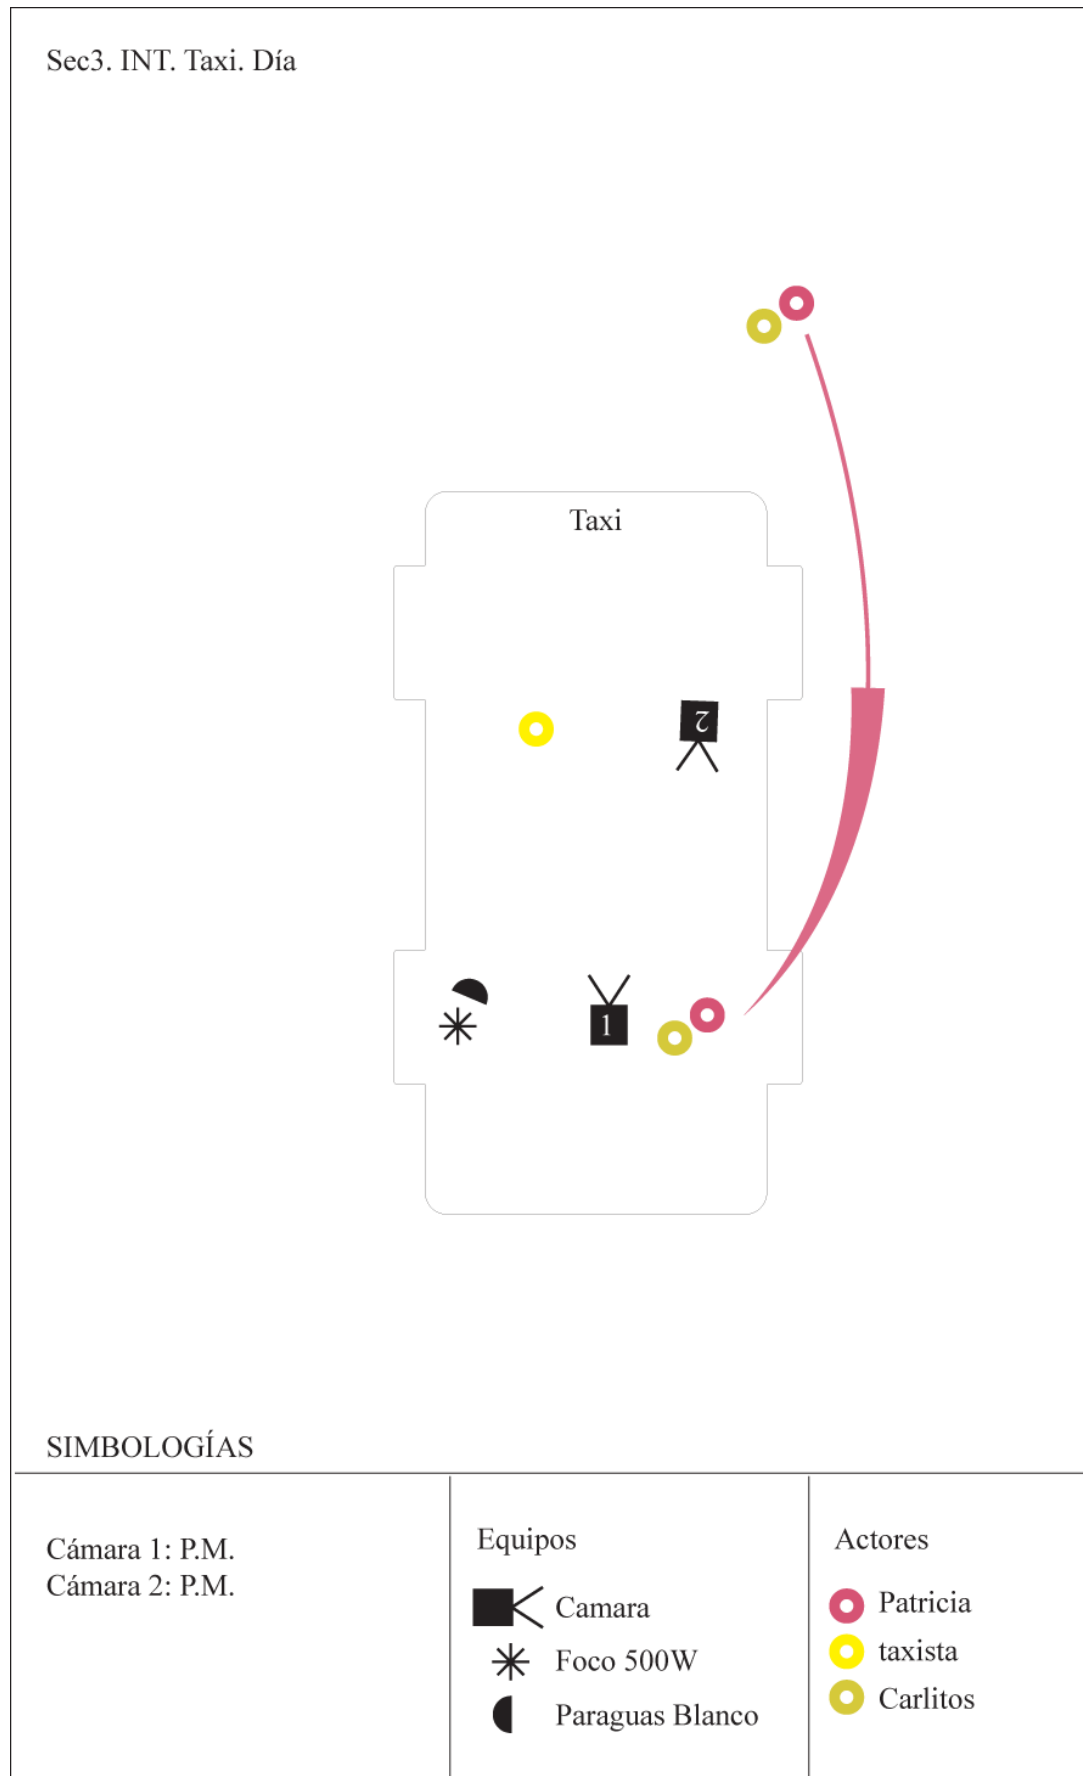 Sec3. INT. Taxi. Día
Taxi
2
1
SIMBOLOGÍAS
Cámara 1: P.M.
Cámara 2: P.M.
Equipos
Camara
Foco 500W
Paraguas Blanco
Actores
Patricia
taxista
Carlitos